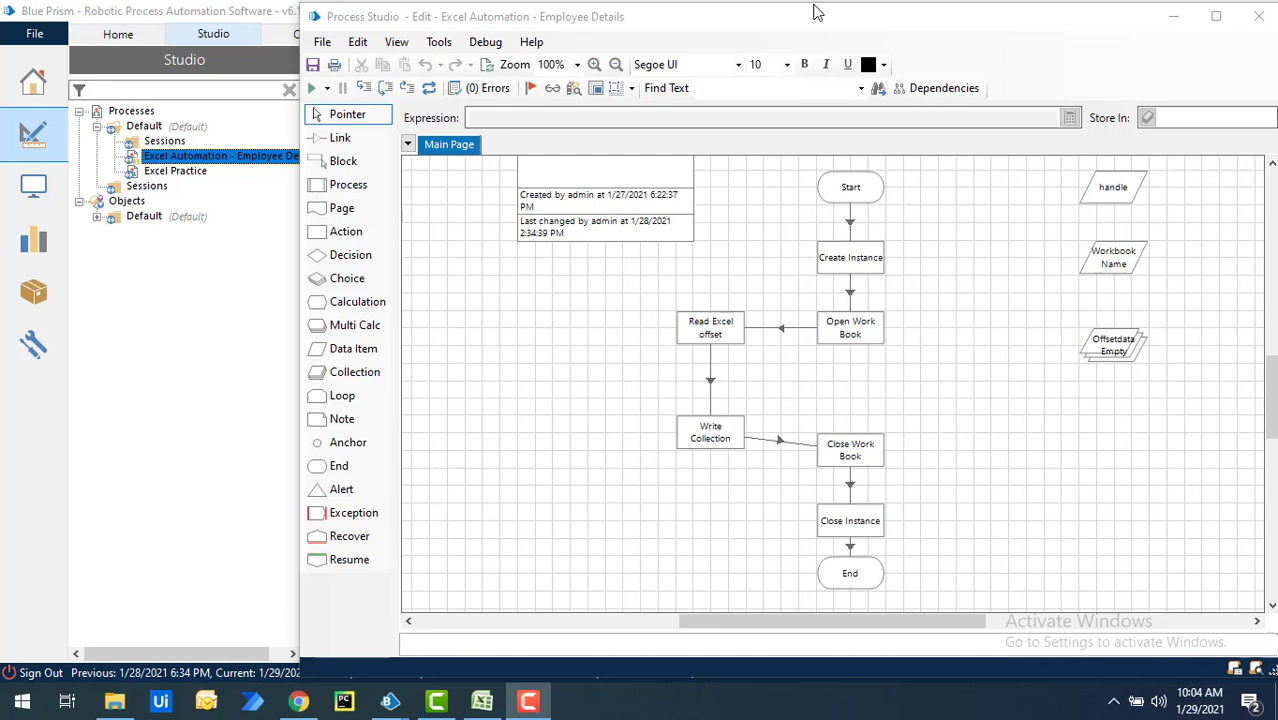 Blue Prism - Robotic Process Automation Software - v6.1
File
Home
Studio
Studio
Processes
Default (Default)
Sessions
Excel Automation - Employee De
Excel Practice
Sessions
Objects
Default (Default)
Sign Out Previous: 1/28/2021 6:34 PM, Current: 1/29/202
Process Studio - Edit - Excel Automation - Employee Details
File Edit View Tools Debug Help
Zoom 100% Segoe UI 10 B I U
(0) Errors Find Text Dependencies
Pointer
Link
Block
Process
Page
Action
Decision
Choice
Calculation
Multi Calc
Data Item
Collection
Loop
Note
Anchor
End
Alert
Exception
Recover
Resume
Expression: Store In:
Main Page
Created by admin at 1/27/2021 6:22:37
PM
Last changed by admin at 1/28/2021
2:34:39 PM
Start
Create Instance
Open Work
Book
Read Excel
offset
Write
Collection
Close Work
Book
Close Instance
End
handle
Workbook
Name
Offsetdata
Empty
Activate Windows
Go to Settings to activate Windows.
Ui
PC
10:04 AM
1/29/2021
2